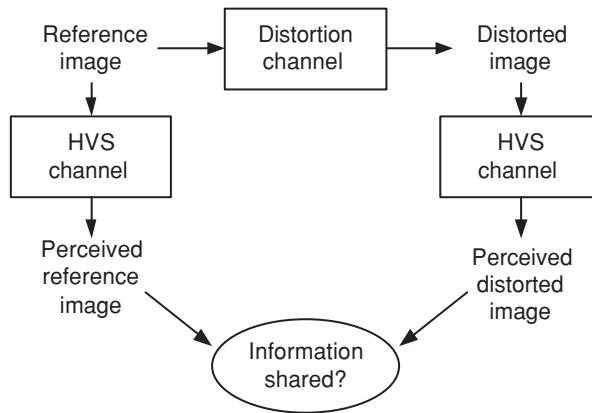 Reference
image
Distortion
channel
Distorted
image
HVS
channel
HVS
channel
Perceived
reference
image
Perceived
distorted
image
Information
shared?